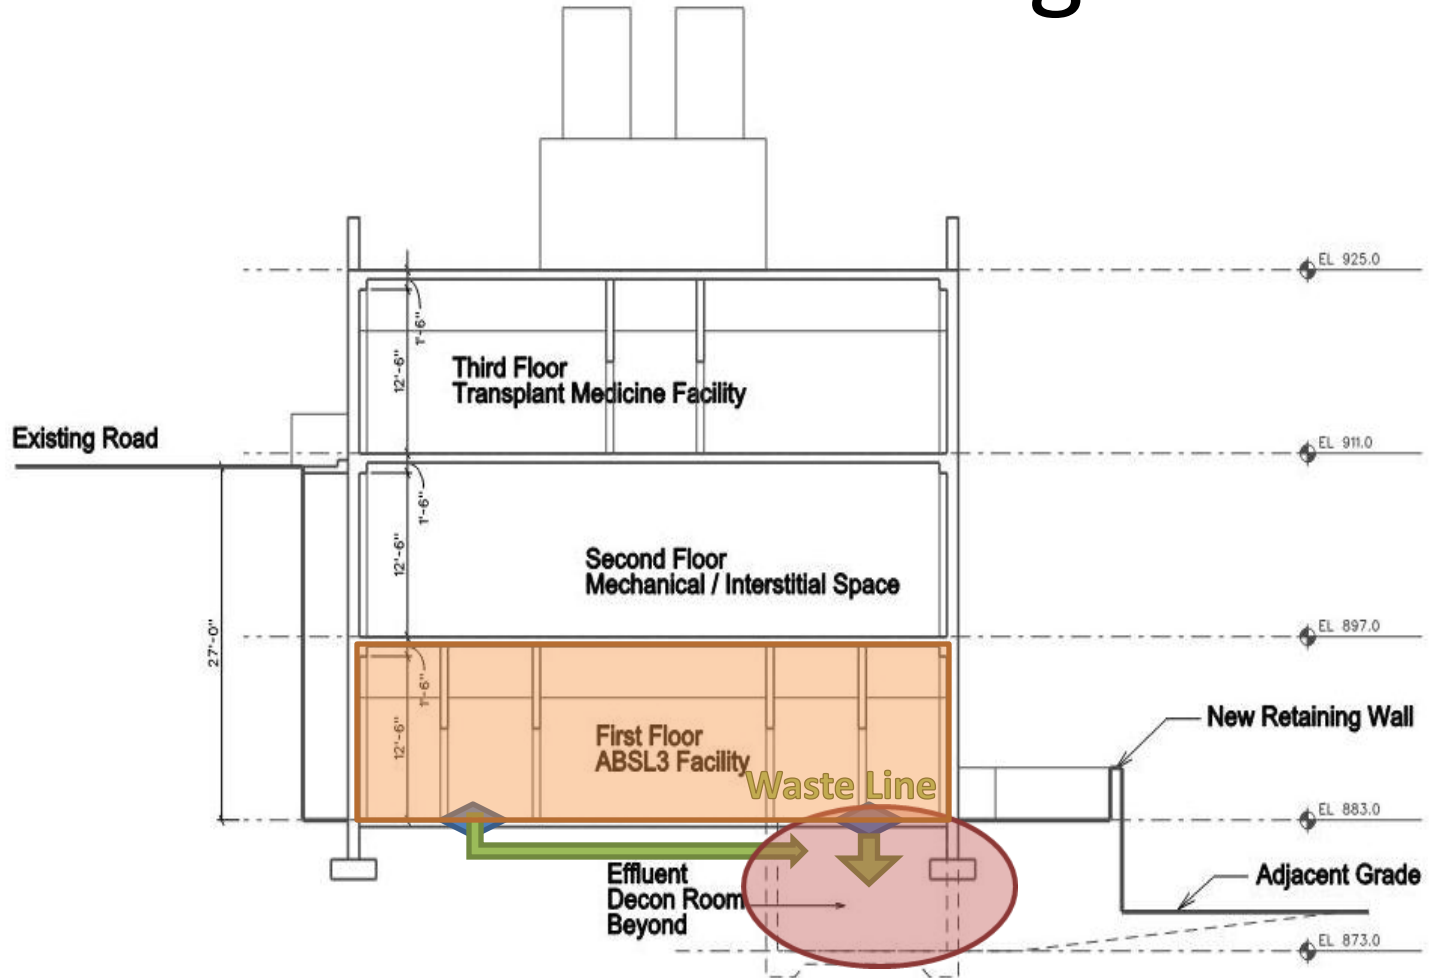 g
EL 925.0
1'-6"
12'-6"
Third Floor
Transplant Medicine Facility
Existing Road
EL 911.0
1'-6"
12'-6"
Second Floor
Mechanical / Interstitial Space
27'-0"
EL 897.0
1'-6"
12'-6"
First Floor
ABSL3 Facility
Waste Line
New Retaining Wall
EL 883.0
Effluent
Decon Room
Beyond
Adjacent Grade
EL 873.0